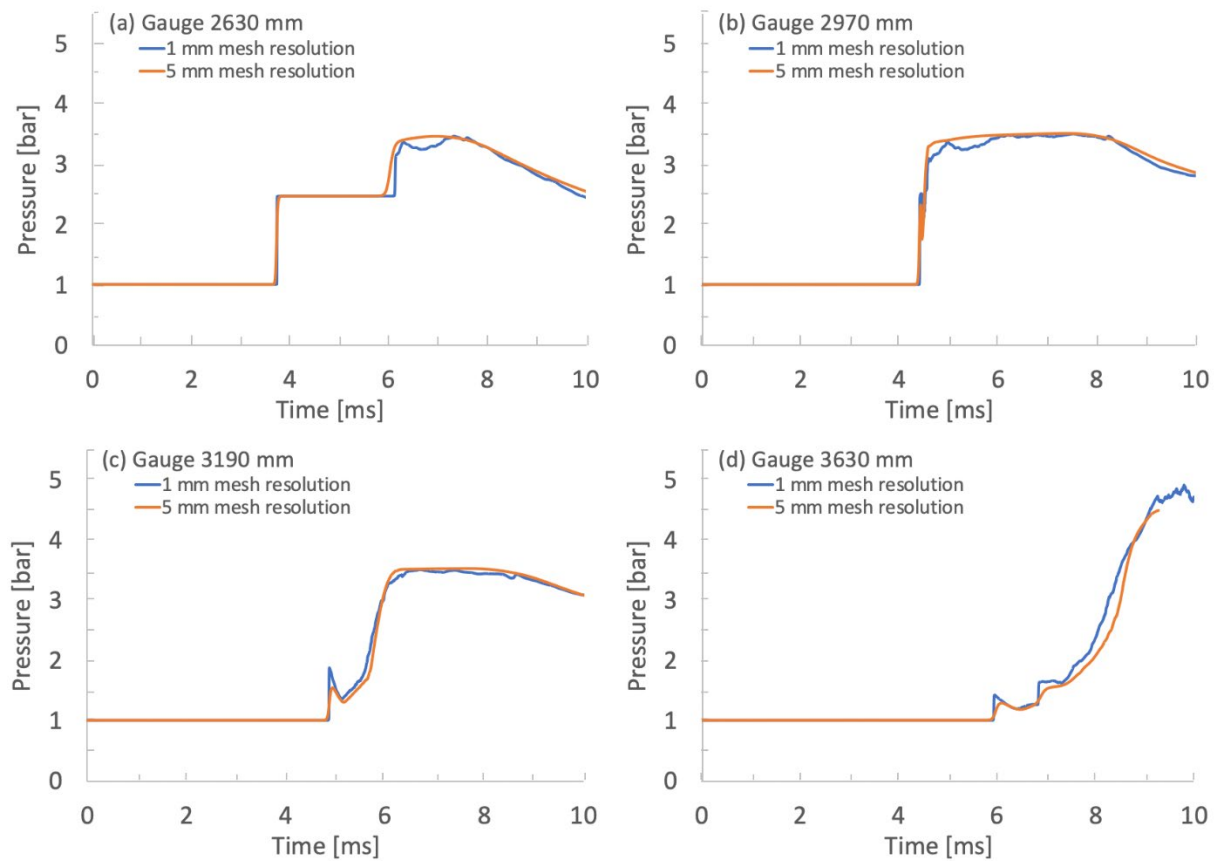 (a) Gauge 2630 mm
1 mm mesh resolution
5 mm mesh resolution
Pressure [bar]
5
4
3
2
1
0
0 2 4 6 8 10
Time [ms]
(b) Gauge 2970 mm
1 mm mesh resolution
5 mm mesh resolution
Pressure [bar]
5
4
3
2
1
0
0 2 4 6 8 10
Time [ms]
(c) Gauge 3190 mm
1 mm mesh resolution
5 mm mesh resolution
Pressure [bar]
5
4
3
2
1
0
0 2 4 6 8 10
Time [ms]
(d) Gauge 3630 mm
1 mm mesh resolution
5 mm mesh resolution
Pressure [bar]
5
4
3
2
1
0
0 2 4 6 8 10
Time [ms]